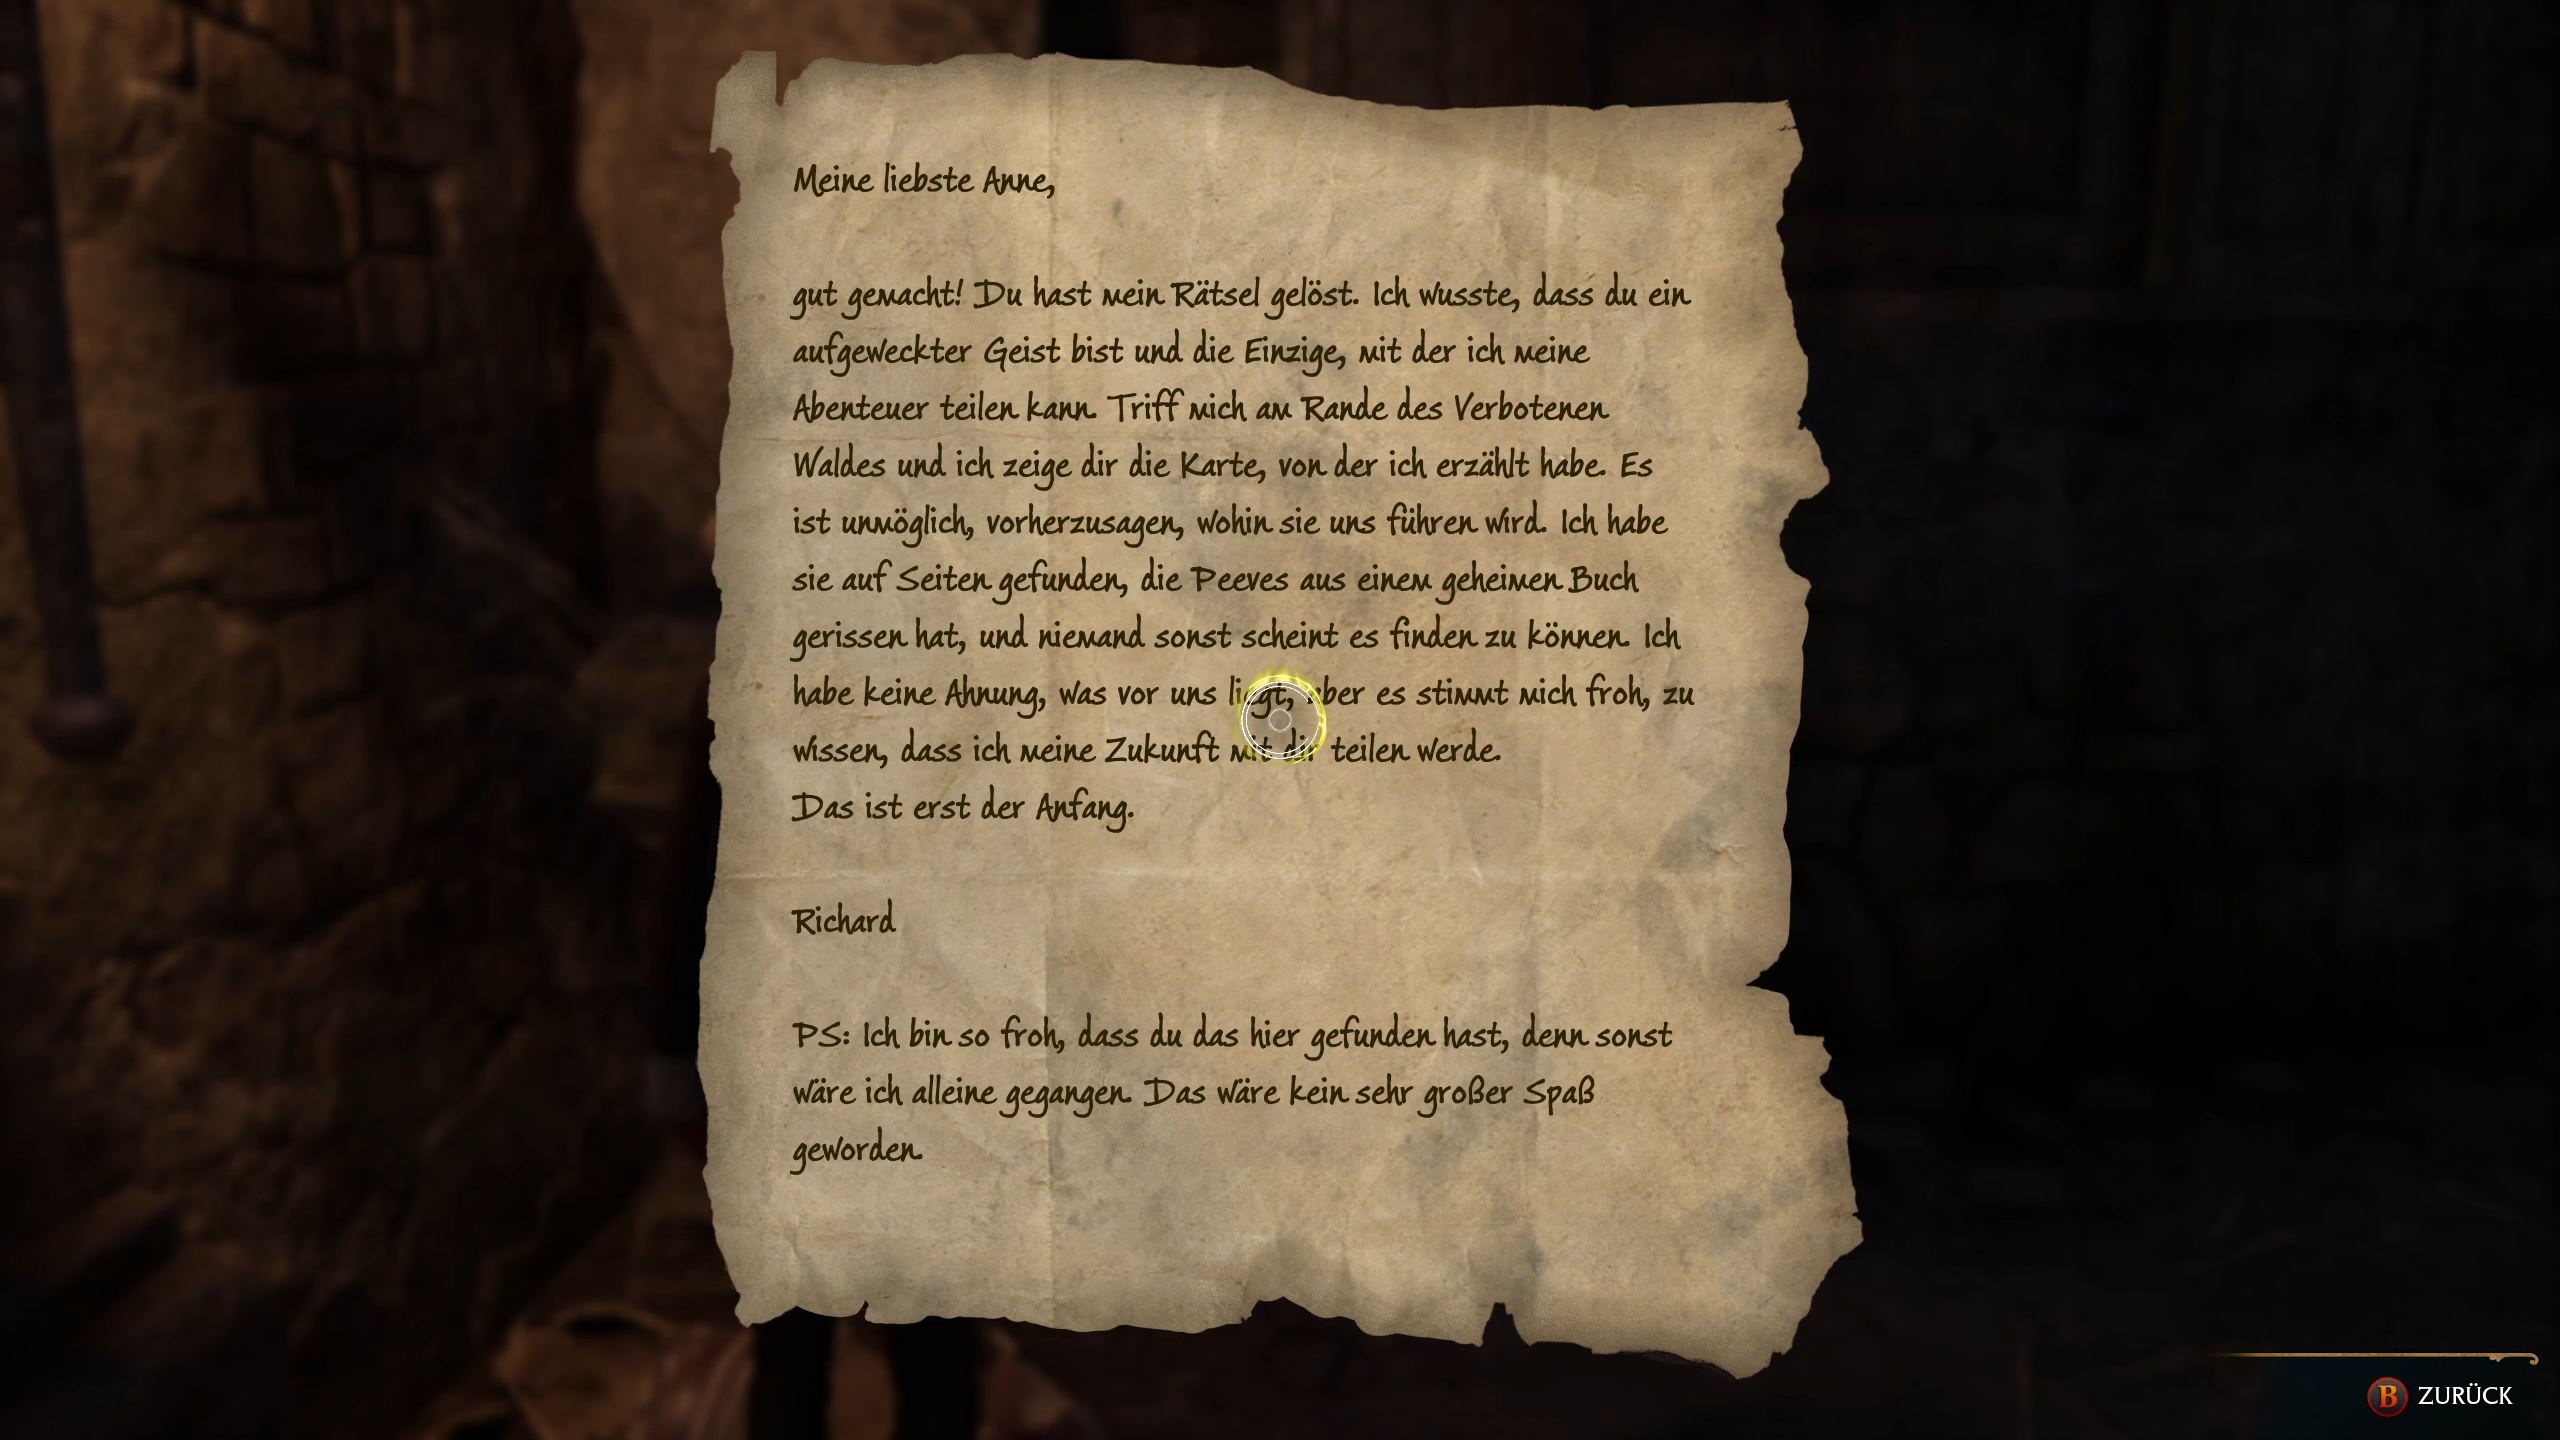 Meine liebste Anne,
gut gemacht! Du hast mein Rätsel gelöst. Ich wusste, dass du ein
aufgeweckter Geist bist und die Einzige, mit der ich meine
Abenteuer teilen kann. Triff mich am Rande des Verbotenen
Waldes und ich zeige dir die Karte, von der ich erzählt habe. Es
ist unmöglich, vorherzusagen, wohin sie uns führen wird. Ich habe
sie auf Seiten gefunden, die Peeves aus einem geheimen Buch
gerissen hat, und niemand sonst scheint es finden zu können. Ich
habe keine Ahnung, was vor uns liegt, aber es stimmt mich froh, zu
wissen, dass ich meine Zukunft mit dir teilen werde.
Das ist erst der Anfang.
Richard
PS: Ich bin so froh, dass du das hier gefunden hast, denn sonst
wäre ich alleine gegangen. Das wäre kein sehr großer Spaß
geworden.
B ZURÜCK